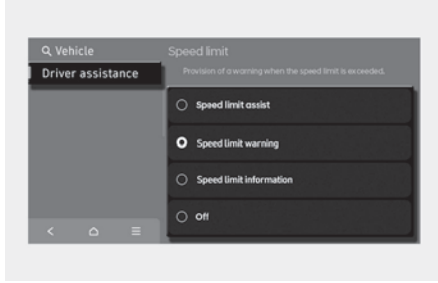 Vehicle
Driver assistance
Speed limit
Provision of a warning when the speed limit is exceeded.
Speed limit assist
Speed limit warning
Speed limit information
Off